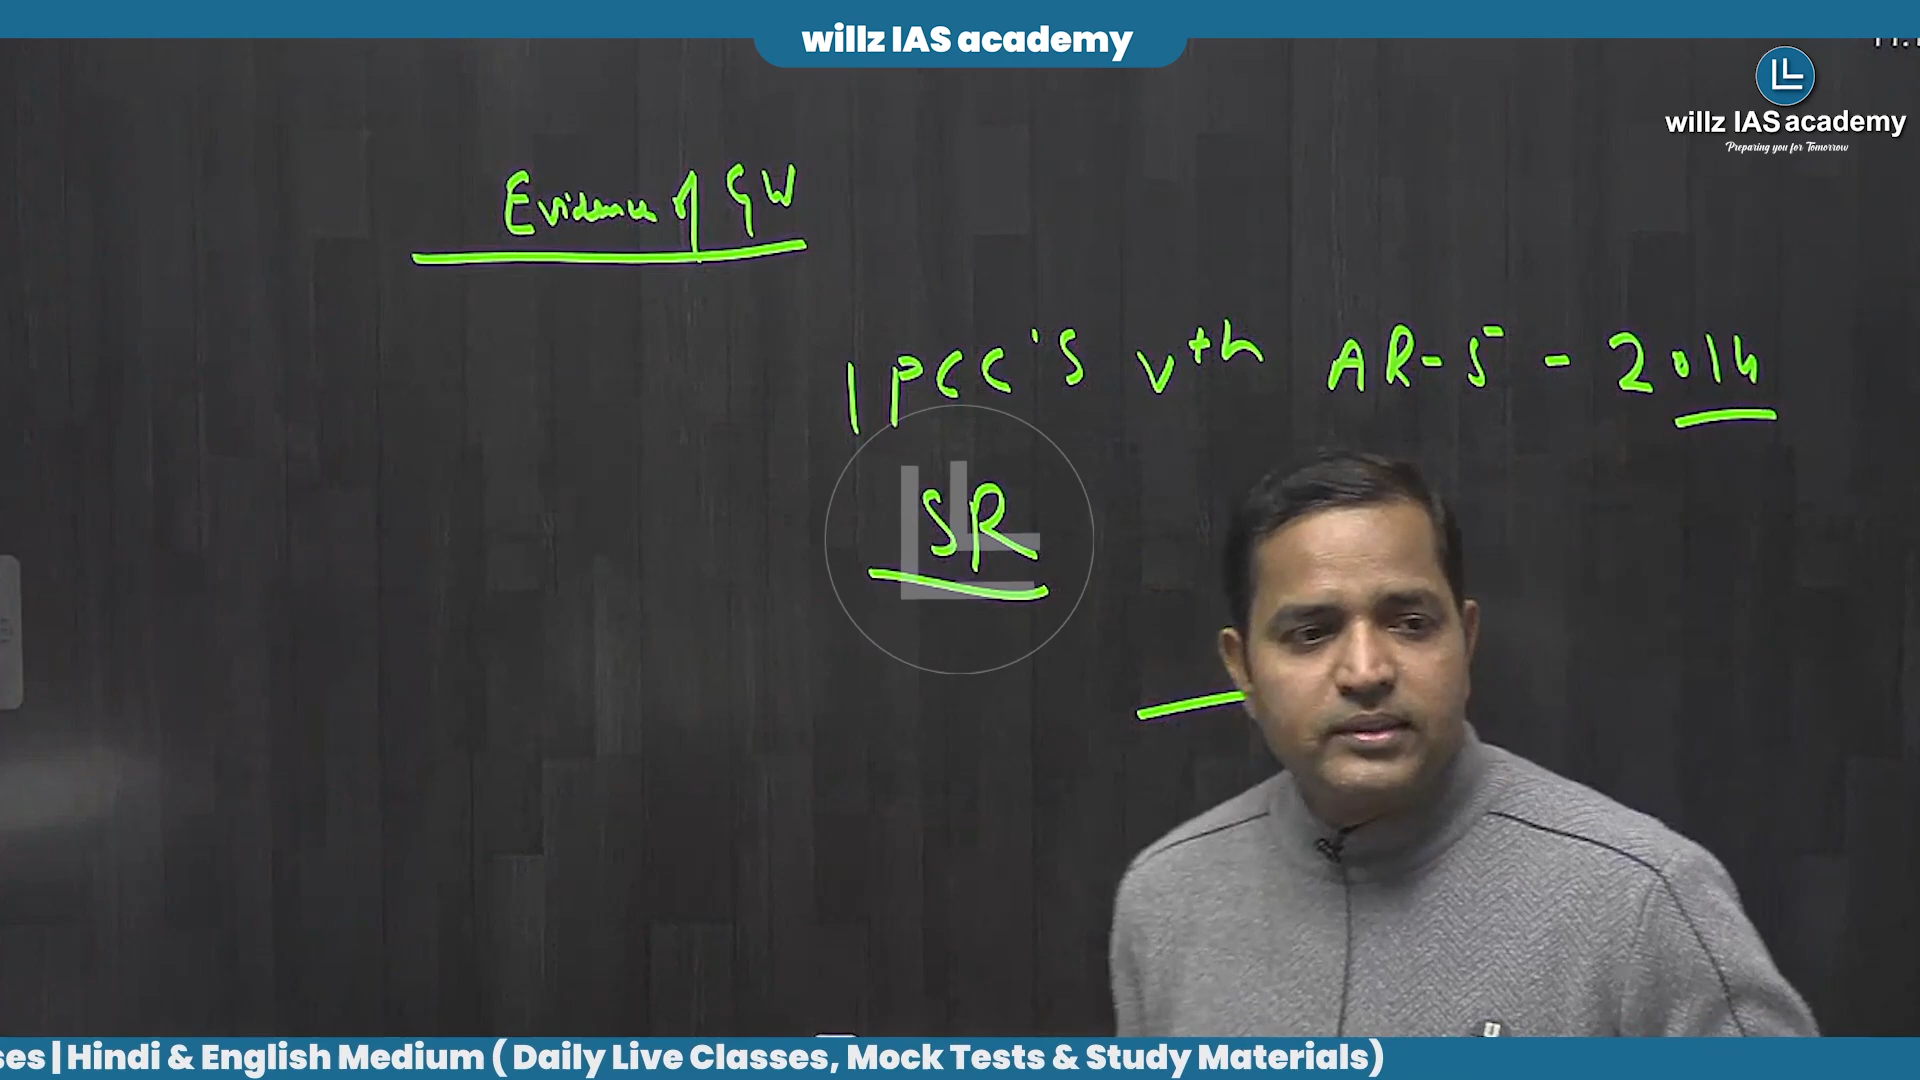 willz IAS academy
willz IAS academy
Preparing you for Tomorrow
Evidence of GW
IPCC'S Vth AR-5 - 2014
SR
ses | Hindi & English Medium ( Daily Live Classes, Mock Tests & Study Materials)